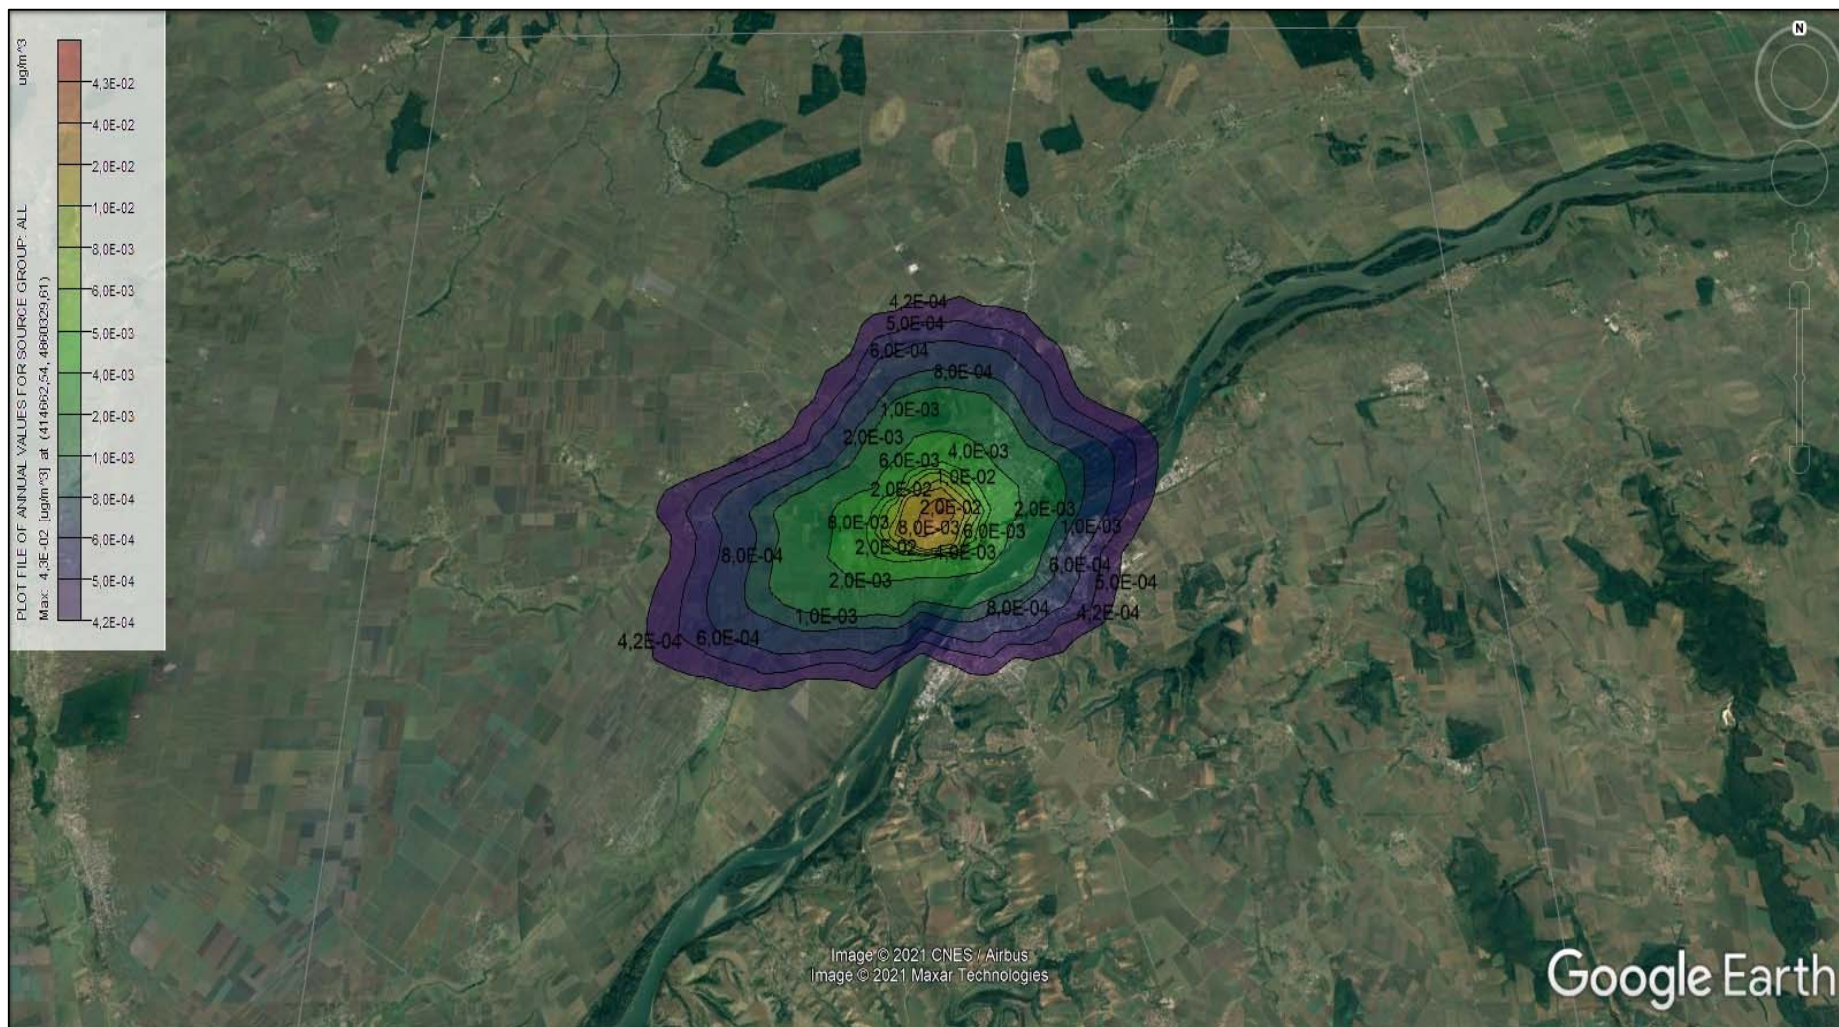 PLOT FILE OF ANNUAL VALUES FOR SOURCE GROUP: ALL
ug/m^3
Max: 4,3E-02 [ug/m^3] at
4,3E-02
4,0E-02
2,0E-02
1,0E-02
8,0E-03
6,0E-03
5,0E-03
4,0E-03
2,0E-03
1,0E-03
8,0E-04
6,0E-04
5,0E-04
4,2E-04
N
4,2E-04
5,0E-04
6,0E-04
8,0E-04
1,0E-03
2,0E-03
4,0E-03
6,0E-03
1,0E-02
2,0E-02
2,0E-02
2,0E-03
8,0E-03
8,0E-03
6,0E-03
1,0E-03
2,0E-02
4,0E-03
8,0E-04
6,0E-04
2,0E-03
5,0E-04
1,0E-03
8,0E-04
4,2E-04
4,2E-04
6,0E-04
Image © 2021 CNES / Airbus
Image © 2021 Maxar Technologies
Google Earth